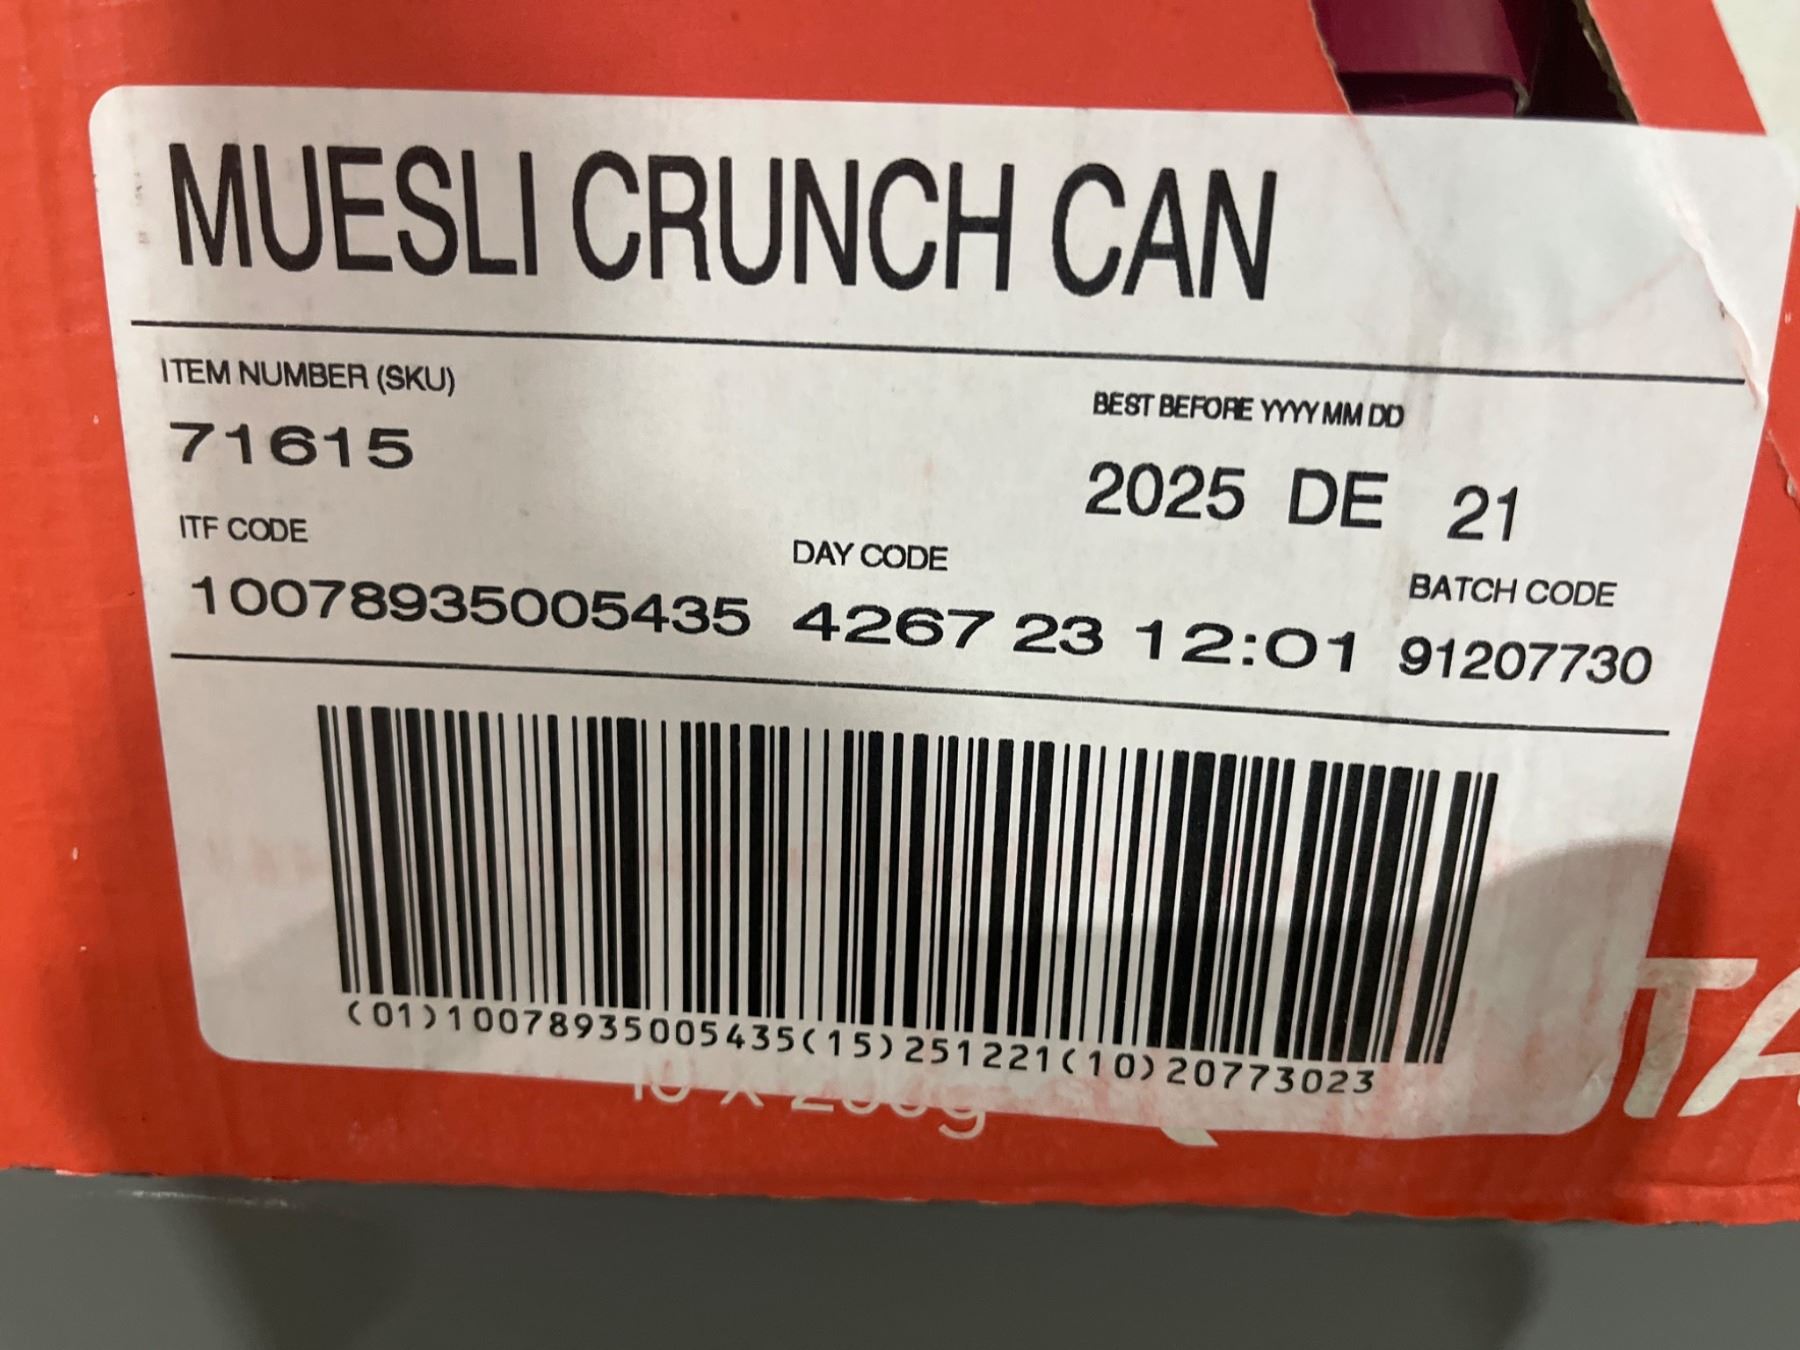 MUESLI CRUNCH CAN
ITEM NUMBER (SKU)
71615
BEST BEFORE YYYY MM DD
2025 DE 21
ITF CODE
10078935005435
DAY CODE
4267 23 12:01
BATCH CODE
91207730
(01)10078935005435(15)251221(10)20773023
TA